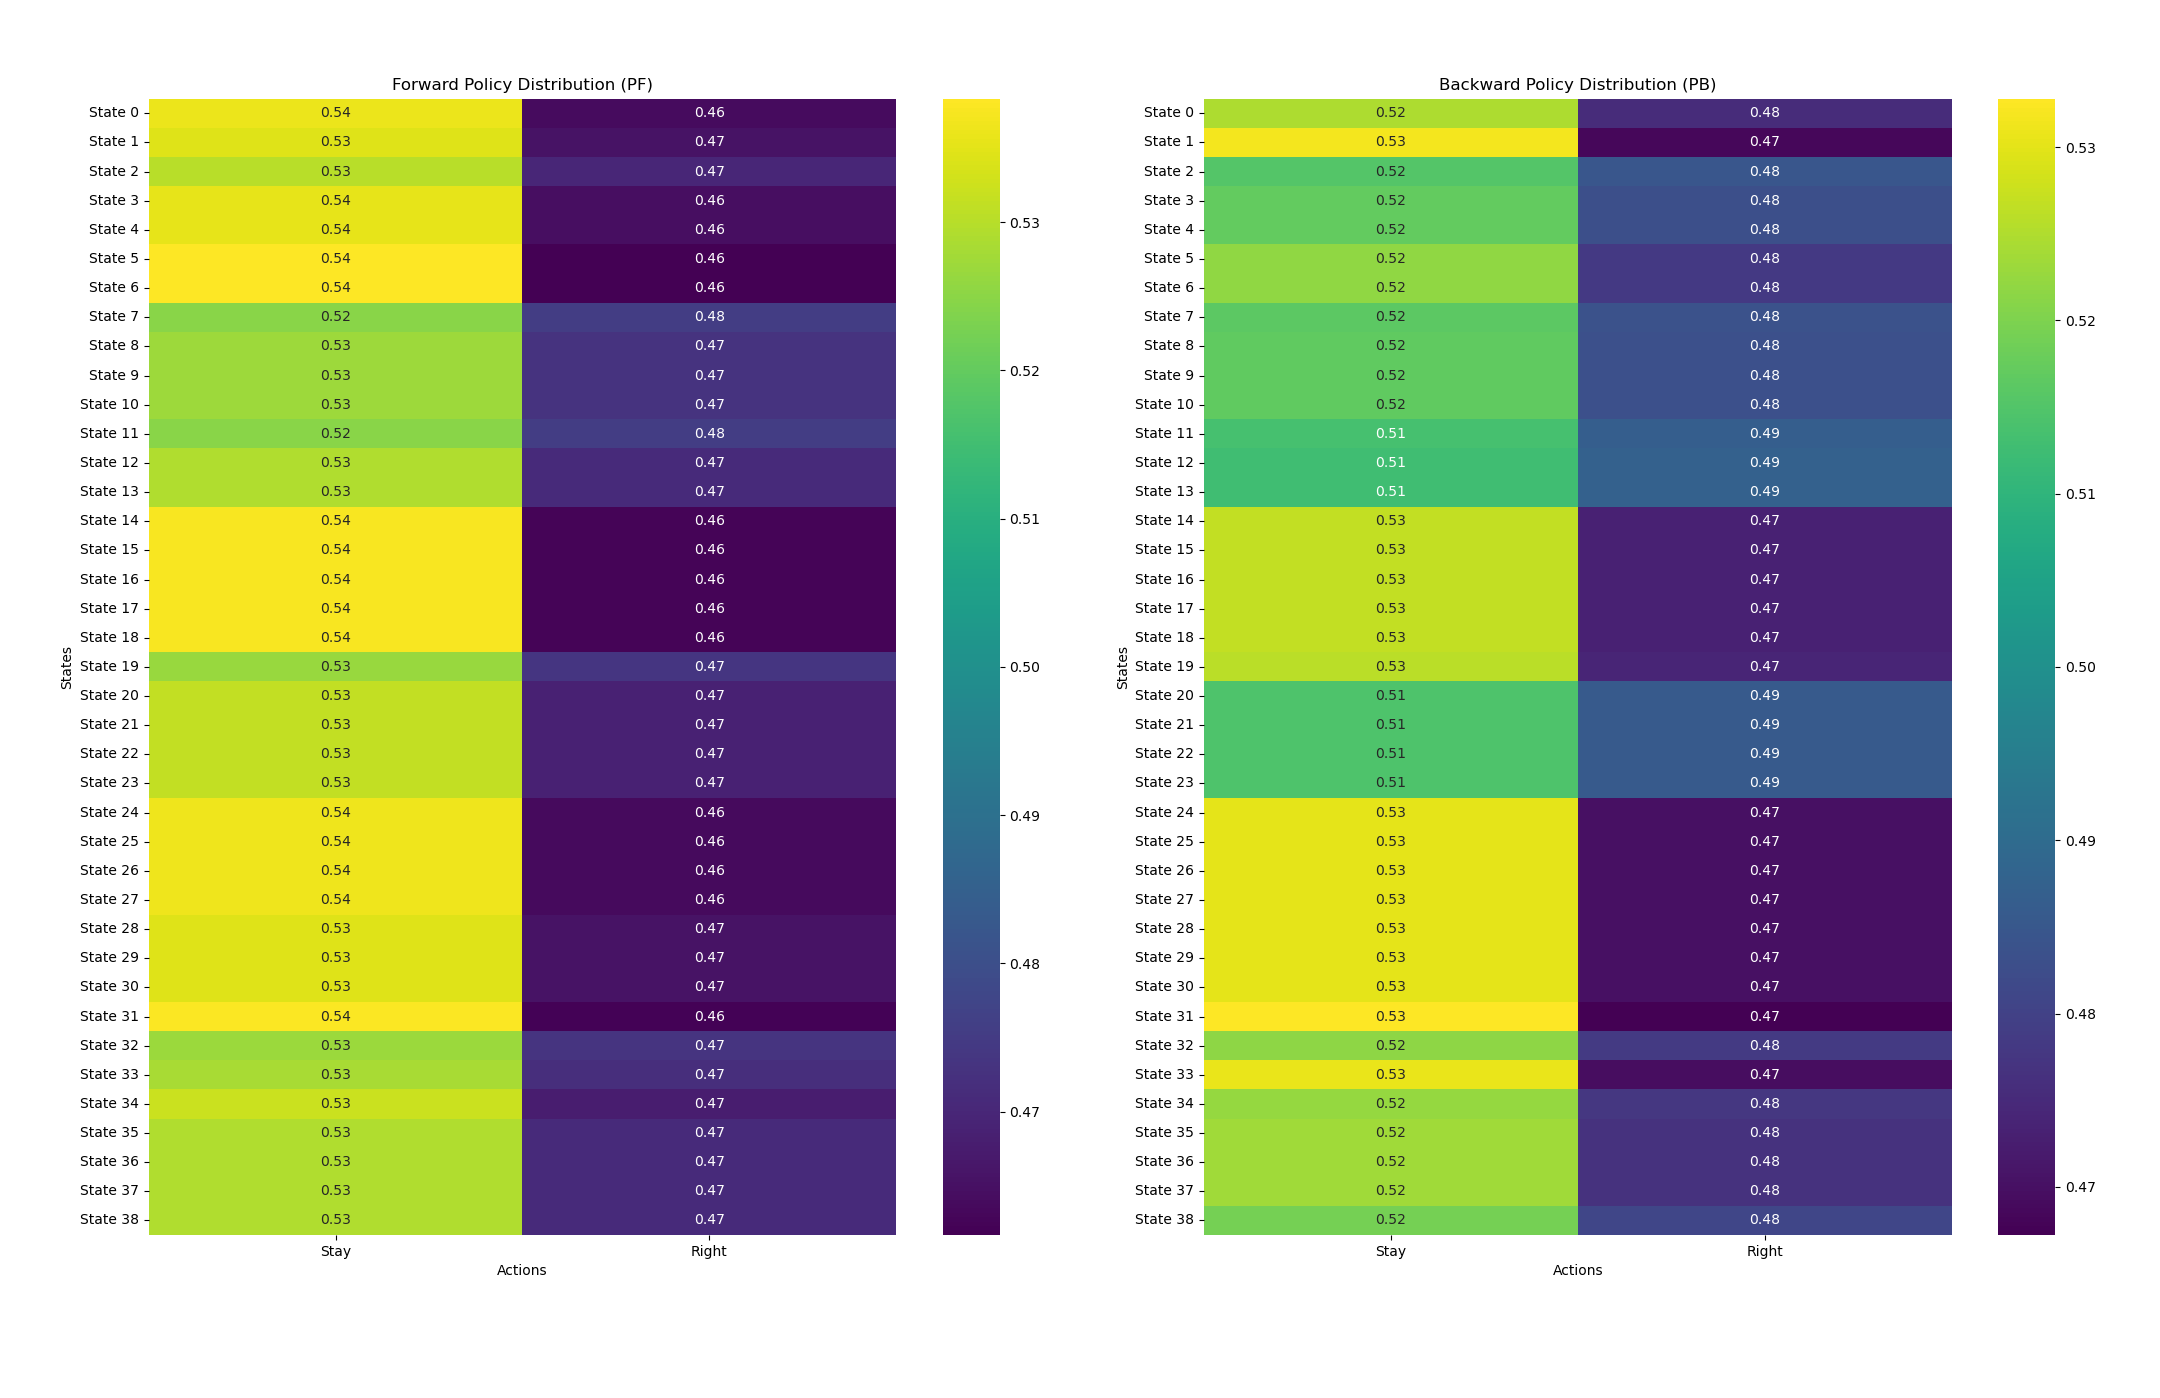 Forward Policy Distribution (PF)
State 0 0.54 0.46
State 1 0.53 0.47
State 2 0.53 0.47
State 3 0.54 0.46
State 4 0.54 0.46
State 5 0.54 0.46
State 6 0.54 0.46
State 7 0.52 0.48
State 8 0.53 0.47
State 9 0.53 0.47
State 10 0.53 0.47
State 11 0.52 0.48
State 12 0.53 0.47
State 13 0.53 0.47
State 14 0.54 0.46
State 15 0.54 0.46
State 16 0.54 0.46
State 17 0.54 0.46
State 18 0.54 0.46
State 19 0.53 0.47
State 20 0.53 0.47
State 21 0.53 0.47
State 22 0.53 0.47
State 23 0.53 0.47
State 24 0.54 0.46
State 25 0.54 0.46
State 26 0.54 0.46
State 27 0.54 0.46
State 28 0.53 0.47
State 29 0.53 0.47
State 30 0.53 0.47
State 31 0.54 0.46
State 32 0.53 0.47
State 33 0.53 0.47
State 34 0.53 0.47
State 35 0.53 0.47
State 36 0.53 0.47
State 37 0.53 0.47
State 38 0.53 0.47
Stay Right
Actions
States
0.53
0.52
0.51
0.50
0.49
0.48
0.47
Backward Policy Distribution (PB)
State 0 0.52 0.48
State 1 0.53 0.47
State 2 0.52 0.48
State 3 0.52 0.48
State 4 0.52 0.48
State 5 0.52 0.48
State 6 0.52 0.48
State 7 0.52 0.48
State 8 0.52 0.48
State 9 0.52 0.48
State 10 0.52 0.48
State 11 0.51 0.49
State 12 0.51 0.49
State 13 0.51 0.49
State 14 0.53 0.47
State 15 0.53 0.47
State 16 0.53 0.47
State 17 0.53 0.47
State 18 0.53 0.47
State 19 0.53 0.47
State 20 0.51 0.49
State 21 0.51 0.49
State 22 0.51 0.49
State 23 0.51 0.49
State 24 0.53 0.47
State 25 0.53 0.47
State 26 0.53 0.47
State 27 0.53 0.47
State 28 0.53 0.47
State 29 0.53 0.47
State 30 0.53 0.47
State 31 0.53 0.47
State 32 0.52 0.48
State 33 0.53 0.47
State 34 0.52 0.48
State 35 0.52 0.48
State 36 0.52 0.48
State 37 0.52 0.48
State 38 0.52 0.48
Stay Right
Actions
States
0.53
0.52
0.51
0.50
0.49
0.48
0.47